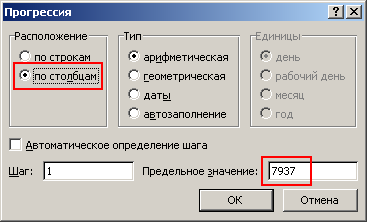 Прогрессия
Расположение
по строкам
по столбцам
Тип
арифметическая
геометрическая
даты
автозаполнение
Единицы
день
рабочий день
месяц
год
Автоматическое определение шага
Шаг: 1 Предельное значение: 7937
ОК Отмена